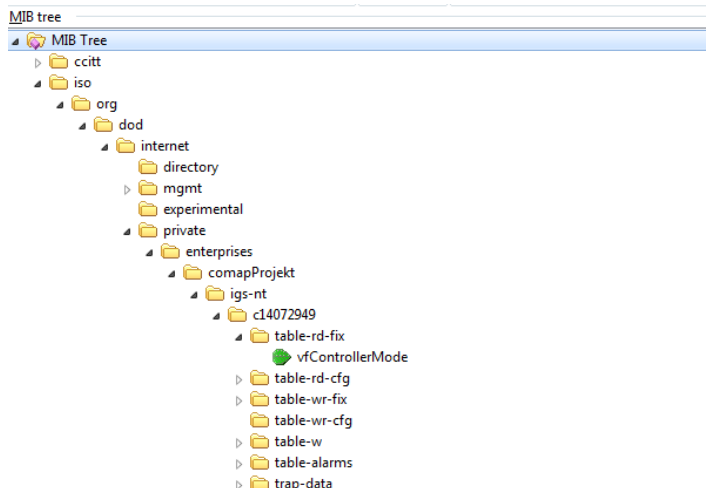 MIB tree
MIB Tree
ccitt
iso
org
dod
internet
directory
mgmt
experimental
private
enterprises
comapProjekt
igs-nt
c14072949
table-rd-fix
vfControllerMode
table-rd-cfg
table-wr-fix
table-wr-cfg
table-w
table-alarms
trap-data